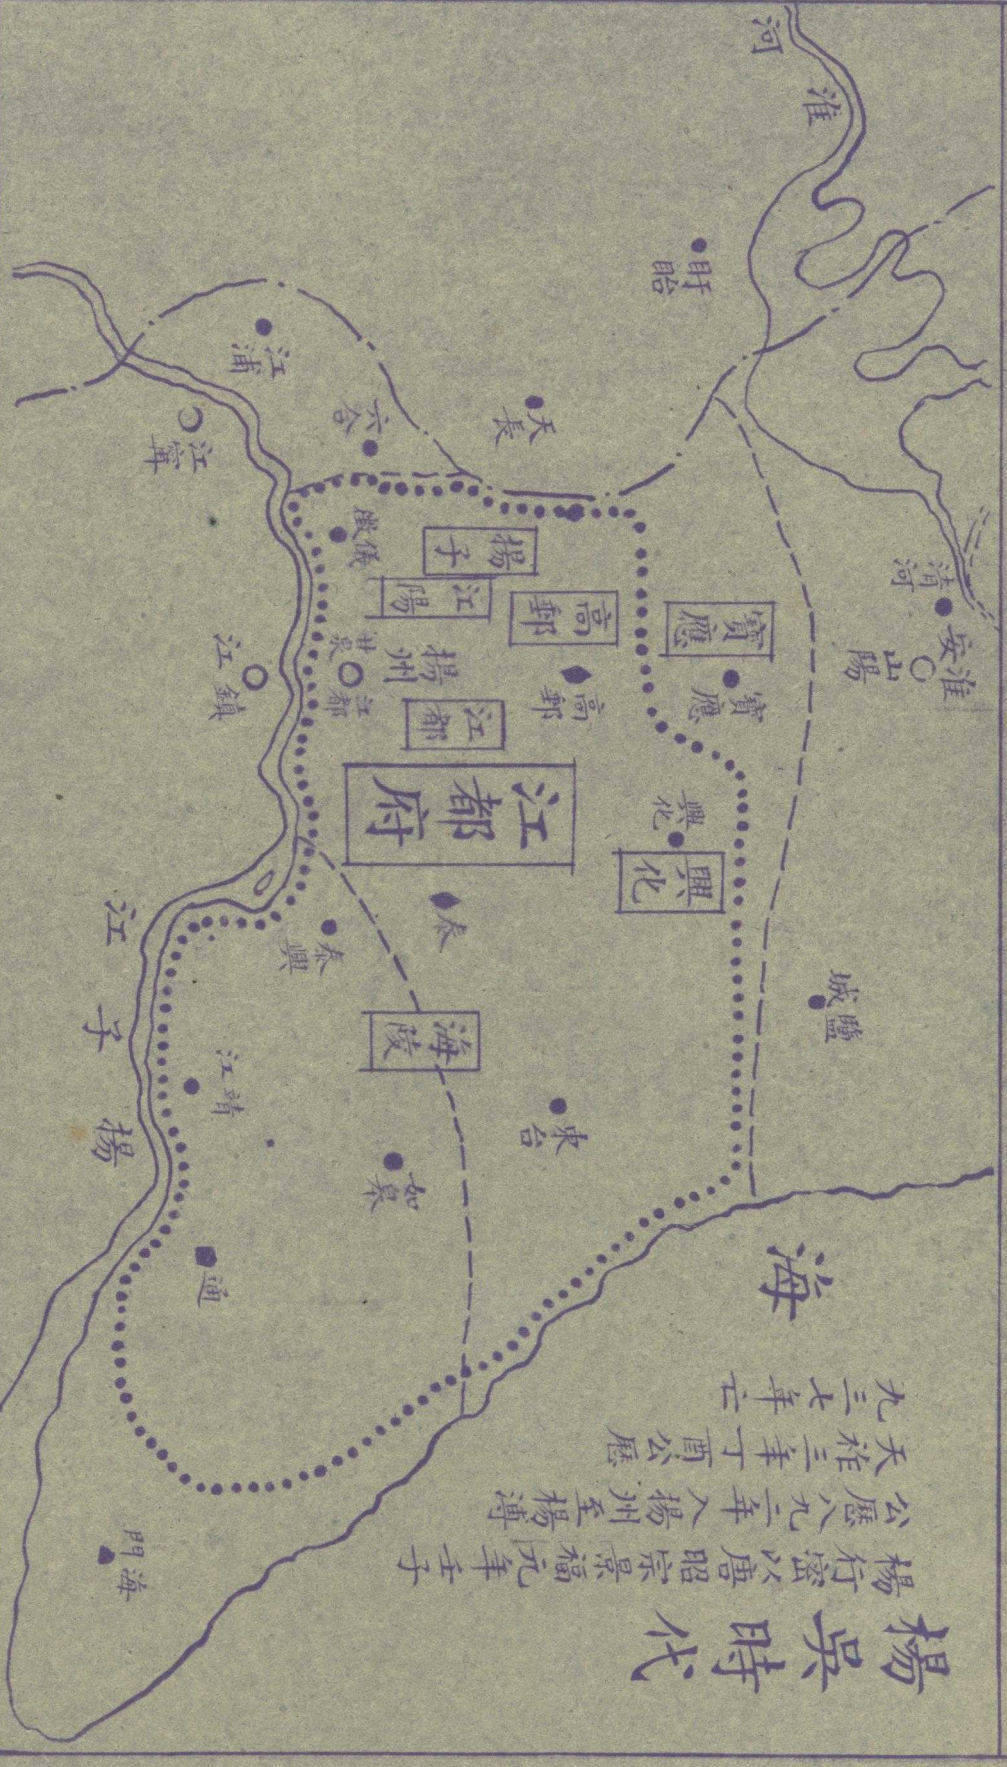 楊吳時代
楊行密以唐昭宗景福元年壬子
公歷八九二年入揚州至楊溥
天祚三年丁酉公歷
九三七年亡
海
淮
河
盱眙
清河
淮安
山陽
寶應
寶應
鹽城
天長
高郵
高郵
興化
興化
東台
六合
江浦
江寧
儀徵
揚子
江陽
揚州
甘泉
江都
江都
江都府
鎮江
泰
泰興
海陵
如皋
靖江
通
海門
揚子江